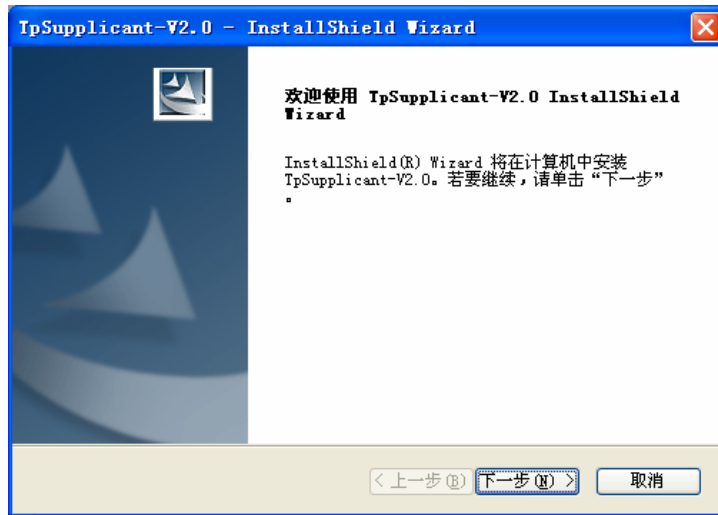 TpSupplicant-V2.0 - InstallShield Wizard
欢迎使用 TpSupplicant-V2.0 InstallShield
Wizard
InstallShield(R) Wizard 将在计算机中安装
TpSupplicant-V2.0。若要继续，请单击“下一步”
。
< 上一步(B) 下一步(N) > 取消